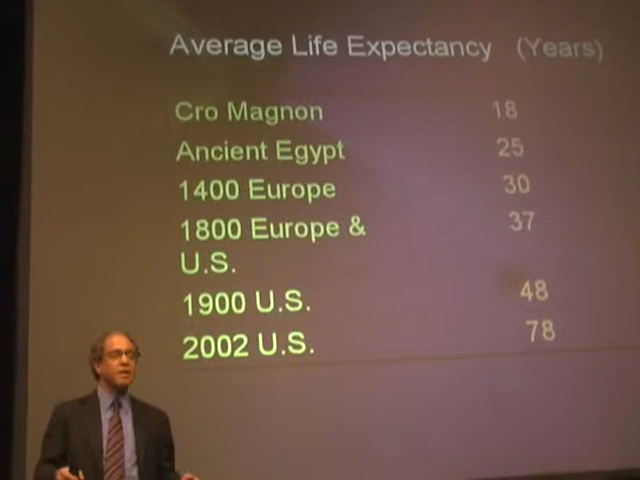 Average Life Expectancy (Years)
Cro Magnon 18
Ancient Egypt 25
1400 Europe 30
1800 Europe & 37
U.S.
1900 U.S. 48
2002 U.S. 78